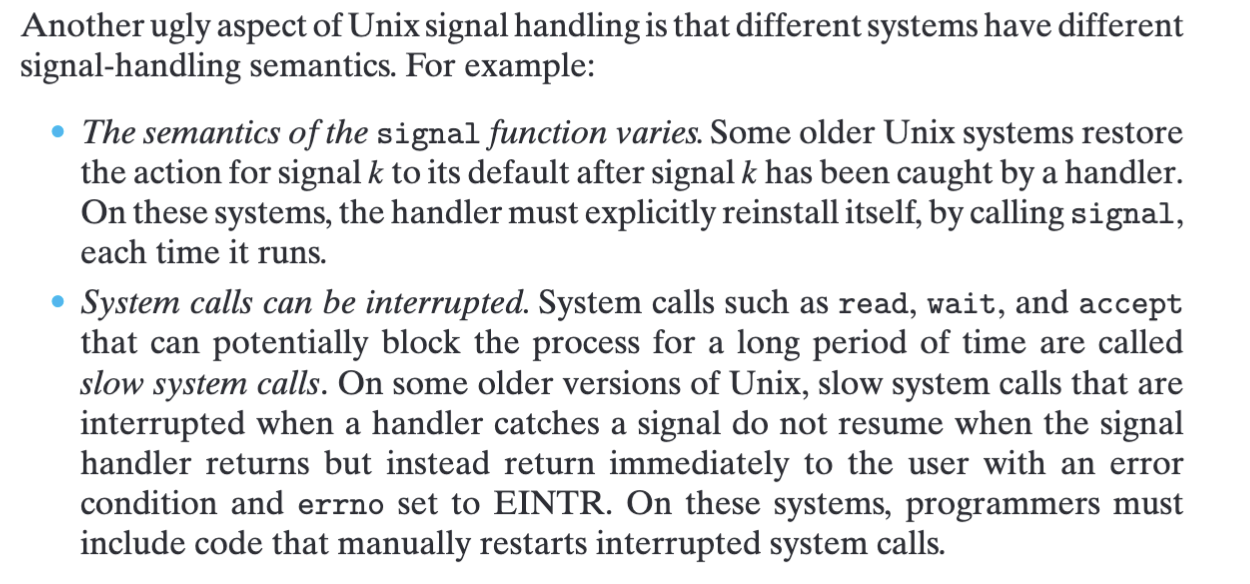 Another ugly aspect of Unix signal handling is that different systems have different
signal-handling semantics. For example:
• The semantics of the signal function varies. Some older Unix systems restore
the action for signal k to its default after signal k has been caught by a handler.
On these systems, the handler must explicitly reinstall itself, by calling signal,
each time it runs.
• System calls can be interrupted. System calls such as read, wait, and accept
that can potentially block the process for a long period of time are called
slow system calls. On some older versions of Unix, slow system calls that are
interrupted when a handler catches a signal do not resume when the signal
handler returns but instead return immediately to the user with an error
condition and errno set to EINTR. On these systems, programmers must
include code that manually restarts interrupted system calls.